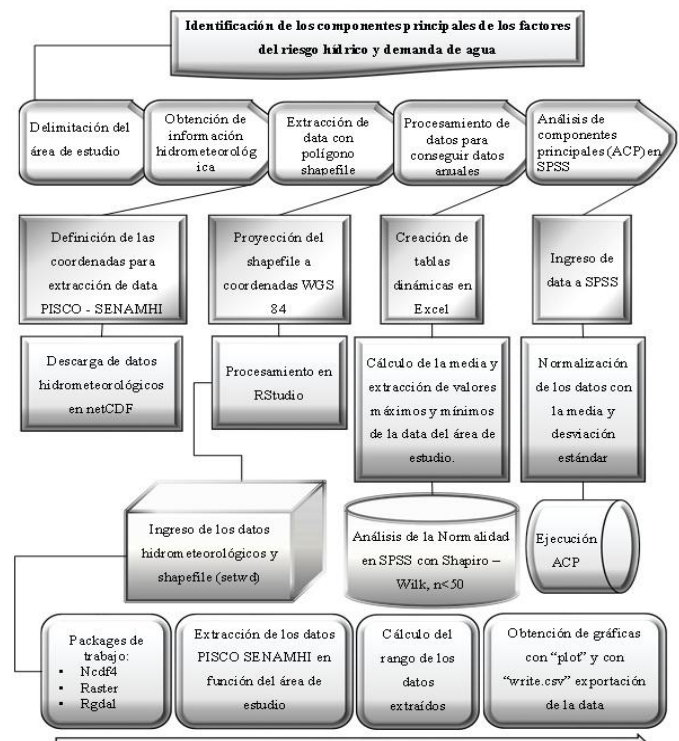 Identificación de los componentes principales de los factores
del riesgo hídrico y demanda de agua
Delimitación del
área de estudio
Obtención de
información
hidrometeorológ
ica
Extracción de
data con
polígono
shapefile
Procesamiento de
datos para
conseguir datos
anuales
Análisis de
componentes
principales (ACP) en
SPSS
Definición de las
coordenadas para
extracción de data
PISCO - SENAMHI
Proyección del
shapefile a
coordenadas WGS
84
Creación de
tablas
dinámicas en
Excel
Ingreso de
data a SPSS
Descarga de datos
hidrometeorológicos
en netCDF
Procesamiento en
RStudio
Cálculo de la media y
extracción de valores
máximos y mínimos
de la data del área de
estudio.
Normalización
de los datos con
la media y
desviación
estándar
Ingreso de los datos
hidrometeorológicos y
shapefile (setwd)
Análisis de la Normalidad
en SPSS con Shapiro –
Wilk, n<50
Ejecución
ACP
Packages de
trabajo:
▪ Ncdf4
▪ Raster
▪ Rgdal
Extracción de los datos
PISCO SENAMHI en
función del área de
estudio
Cálculo del
rango de los
datos
extraídos
Obtención de gráficas
con “plot” y con
“write.csv” exportación
de la data